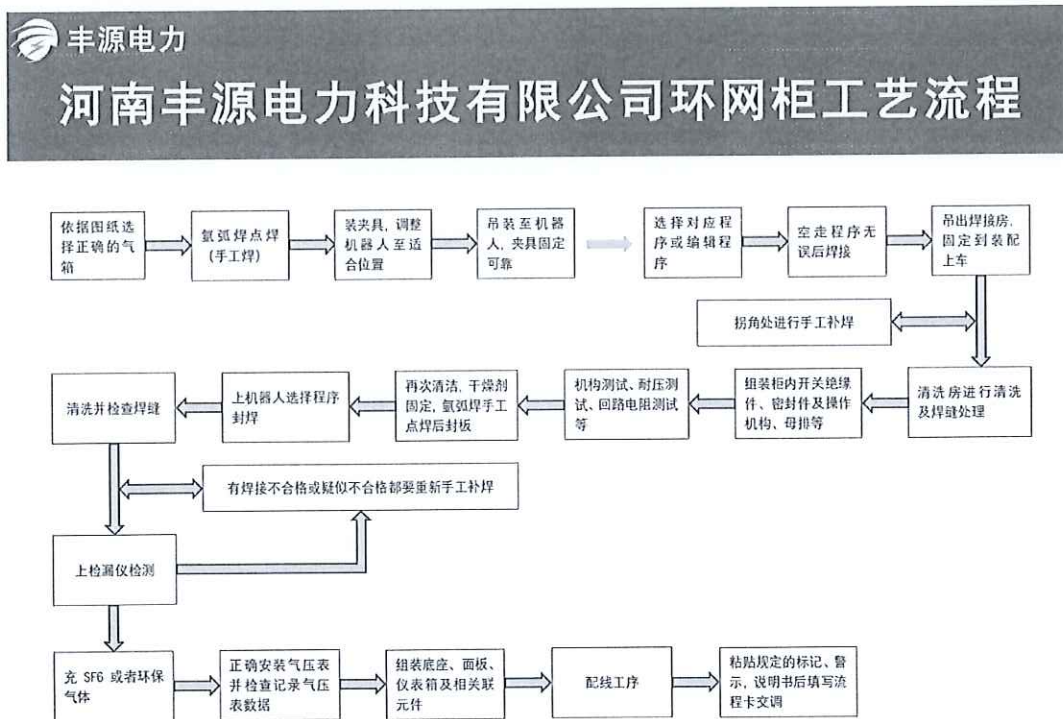 丰源电力
河南丰源电力科技有限公司环网柜工艺流程
依据图纸选
择正确的气
箱
氩弧焊点焊
(手工焊)
装夹具，调整
机器人至适
合位置
吊装至机器
人，夹具固定
可靠
选择对应程
序或编辑程
序
空走程序无
误后焊接
吊出焊接房，
固定到装配
上车
拐角处进行手工补焊
清洗房进行清洗
及焊缝处理
组装柜内开关绝缘
件、密封件及操作
机构、母排等
机构测试、耐压测
试、回路电阻测试
等
再次清洁，干燥剂
固定，氩弧焊手工
点焊后封板
上机器人选择程序
封焊
清洗并检查焊缝
有焊接不合格或疑似不合格都要重新手工补焊
上检漏仪检测
充 SF6 或者环保
气体
正确安装气压表
并检查记录气压
表数据
组装底座、面板、
仪表箱及相关联
元件
配线工序
粘贴规定的标记、警
示，说明书后填写流
程卡交调